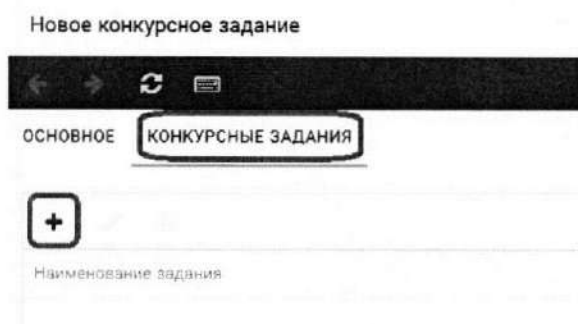 Новое конкурсное задание
ОСНОВНОЕ КОНКУРСНЫЕ ЗАДАНИЯ
+
Наименование задания